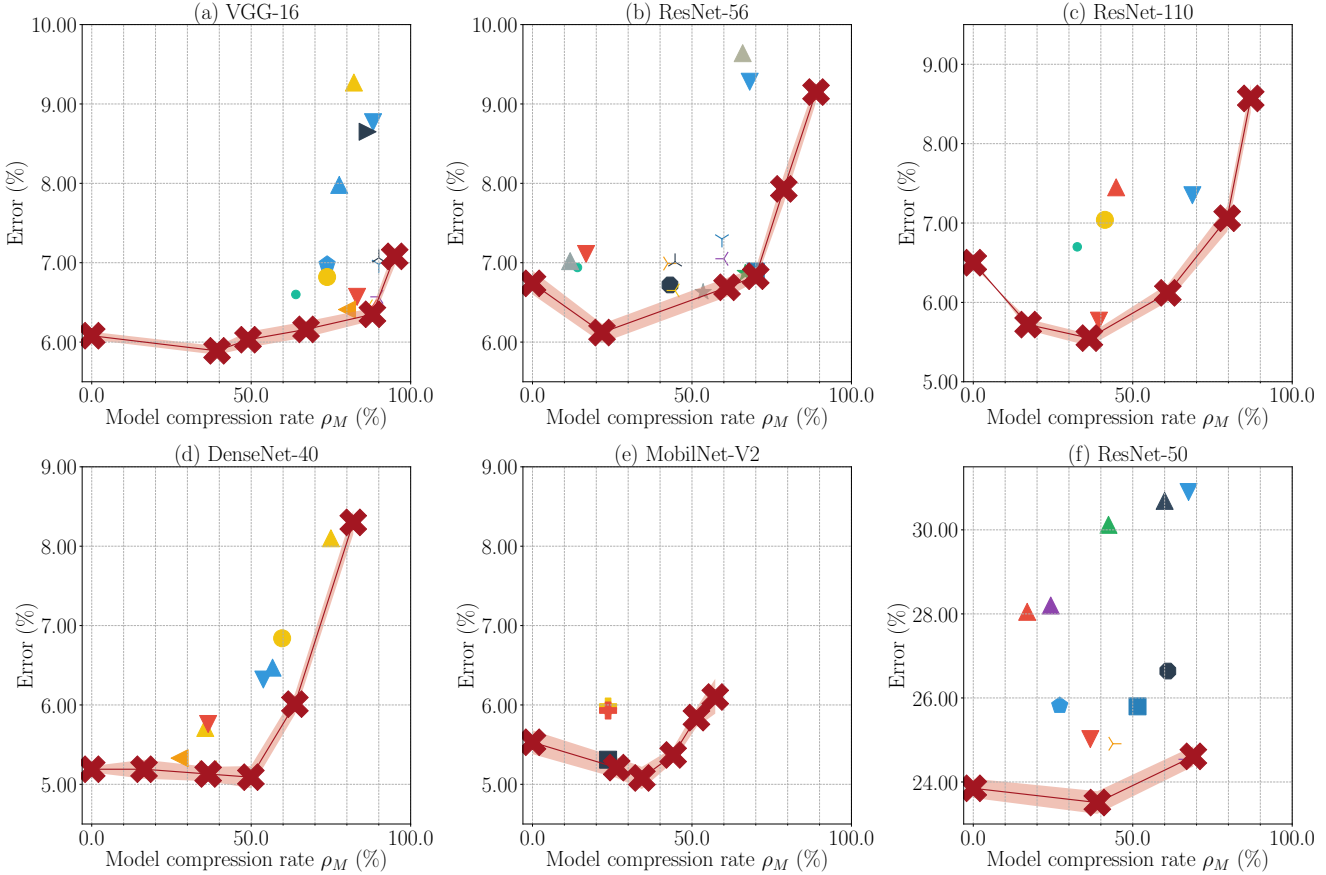 (a) VGG-16
10.00
9.00
8.00
7.00
6.00
Error (%)
0.0
50.0
100.0
Model compression rate ρ_M (%)
(b) ResNet-56
10.00
9.00
8.00
7.00
6.00
Error (%)
0.0
50.0
100.0
Model compression rate ρ_M (%)
(c) ResNet-110
9.00
8.00
7.00
6.00
5.00
Error (%)
0.0
50.0
100.0
Model compression rate ρ_M (%)
(d) DenseNet-40
9.00
8.00
7.00
6.00
5.00
Error (%)
0.0
50.0
100.0
Model compression rate ρ_M (%)
(e) MobilNet-V2
9.00
8.00
7.00
6.00
5.00
Error (%)
0.0
50.0
100.0
Model compression rate ρ_M (%)
(f) ResNet-50
30.00
28.00
26.00
24.00
Error (%)
0.0
50.0
100.0
Model compression rate ρ_M (%)